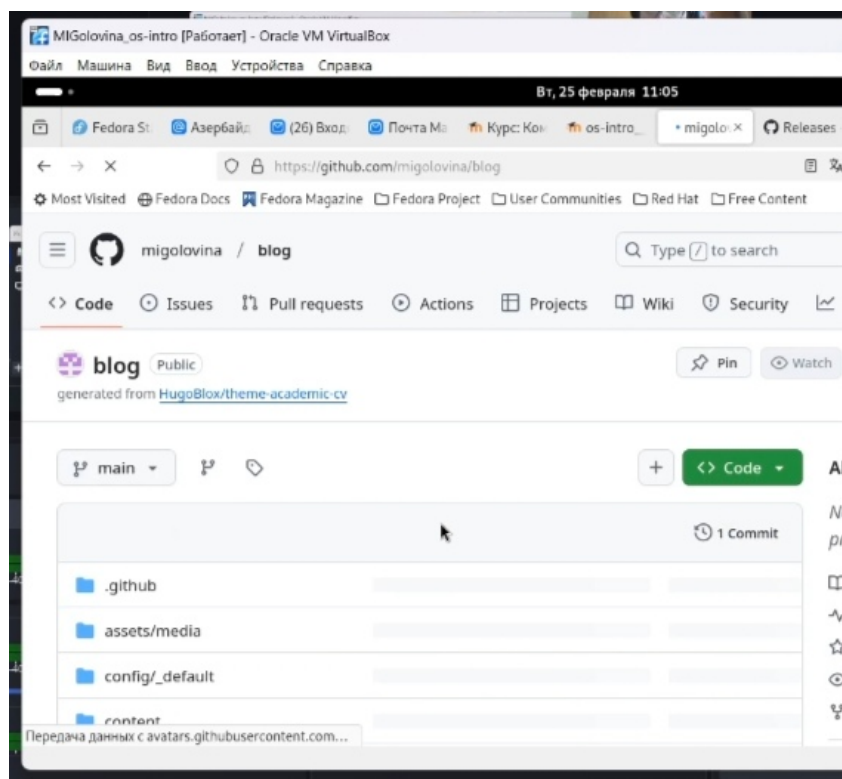 MIGolovina_os-intro [Работает] - Oracle VM VirtualBox
Файл Машина Вид Ввод Устройства Справка
Вт, 25 февраля 11:05
Fedora St Азербайд (26) Вход Почта Ma Курс: Ком os-intro_ migolov Releases
https://github.com/migolovina/blog
Most Visited Fedora Docs Fedora Magazine Fedora Project User Communities Red Hat Free Content
migolovina / blog Type / to search
Code Issues Pull requests Actions Projects Wiki Security
blog Public Pin Watch
generated from HugoBlox/theme-academic-cv
main Code
1 Commit
.github
assets/media
config/_default
content
Передача данных с avatars.githubusercontent.com...